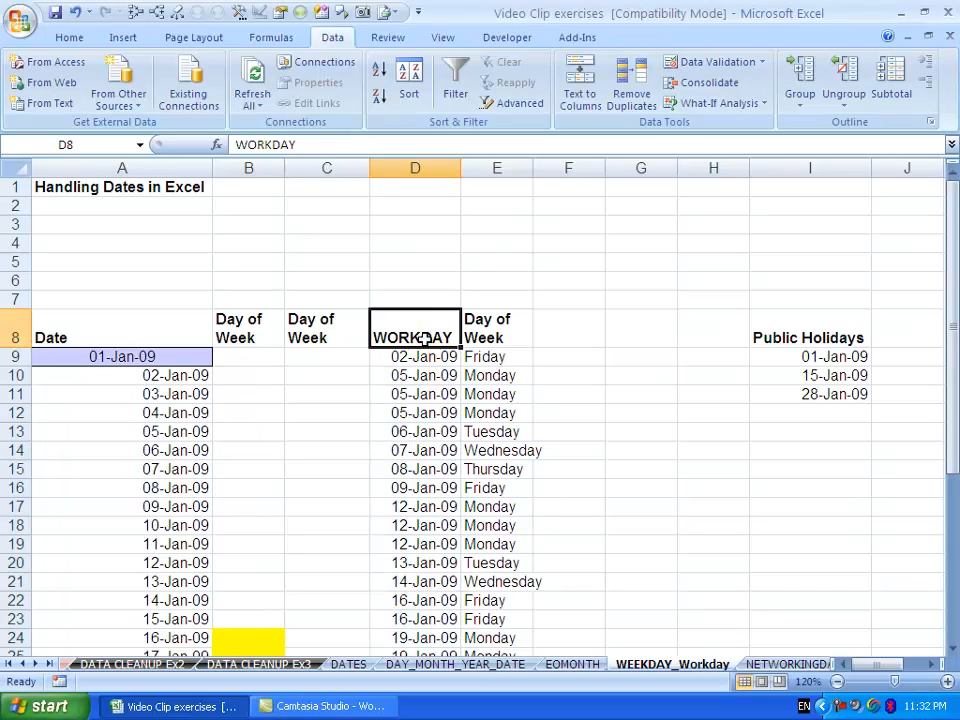 Video Clip exercises [Compatibility Mode] - Microsoft Excel
Home Insert Page Layout Formulas Data Review View Developer Add-Ins
From Access
From Web
From Text
From Other
Sources
Existing
Connections
Get External Data
Refresh
All
Connections
Properties
Edit Links
Connections
Sort
Filter
Clear
Reapply
Advanced
Sort & Filter
Text to
Columns
Remove
Duplicates
Data Validation
Consolidate
What-If Analysis
Data Tools
Group
Ungroup
Subtotal
Outline
D8 fx WORKDAY
A B C D E F G H I J
1 Handling Dates in Excel
2
3
4
5
6
7
8 Date Day of Week Day of Week WORKDAY Day of Week Public Holidays
9 01-Jan-09 02-Jan-09 Friday 01-Jan-09
10 02-Jan-09 05-Jan-09 Monday 15-Jan-09
11 03-Jan-09 05-Jan-09 Monday 28-Jan-09
12 04-Jan-09 05-Jan-09 Monday
13 05-Jan-09 06-Jan-09 Tuesday
14 06-Jan-09 07-Jan-09 Wednesday
15 07-Jan-09 08-Jan-09 Thursday
16 08-Jan-09 09-Jan-09 Friday
17 09-Jan-09 12-Jan-09 Monday
18 10-Jan-09 12-Jan-09 Monday
19 11-Jan-09 12-Jan-09 Monday
20 12-Jan-09 13-Jan-09 Tuesday
21 13-Jan-09 14-Jan-09 Wednesday
22 14-Jan-09 16-Jan-09 Friday
23 15-Jan-09 16-Jan-09 Friday
24 16-Jan-09 19-Jan-09 Monday
25 17-Jan-09 19-Jan-09 Monday
DATA CLEANUP Ex2 DATA CLEANUP Ex3 DATES DAY_MONTH_YEAR_DATE EOMONTH WEEKDAY_Workday NETWORKINGDA
Ready 120%
start Video Clip exercises [... Camtasia Studio - Wo... EN 11:32 PM